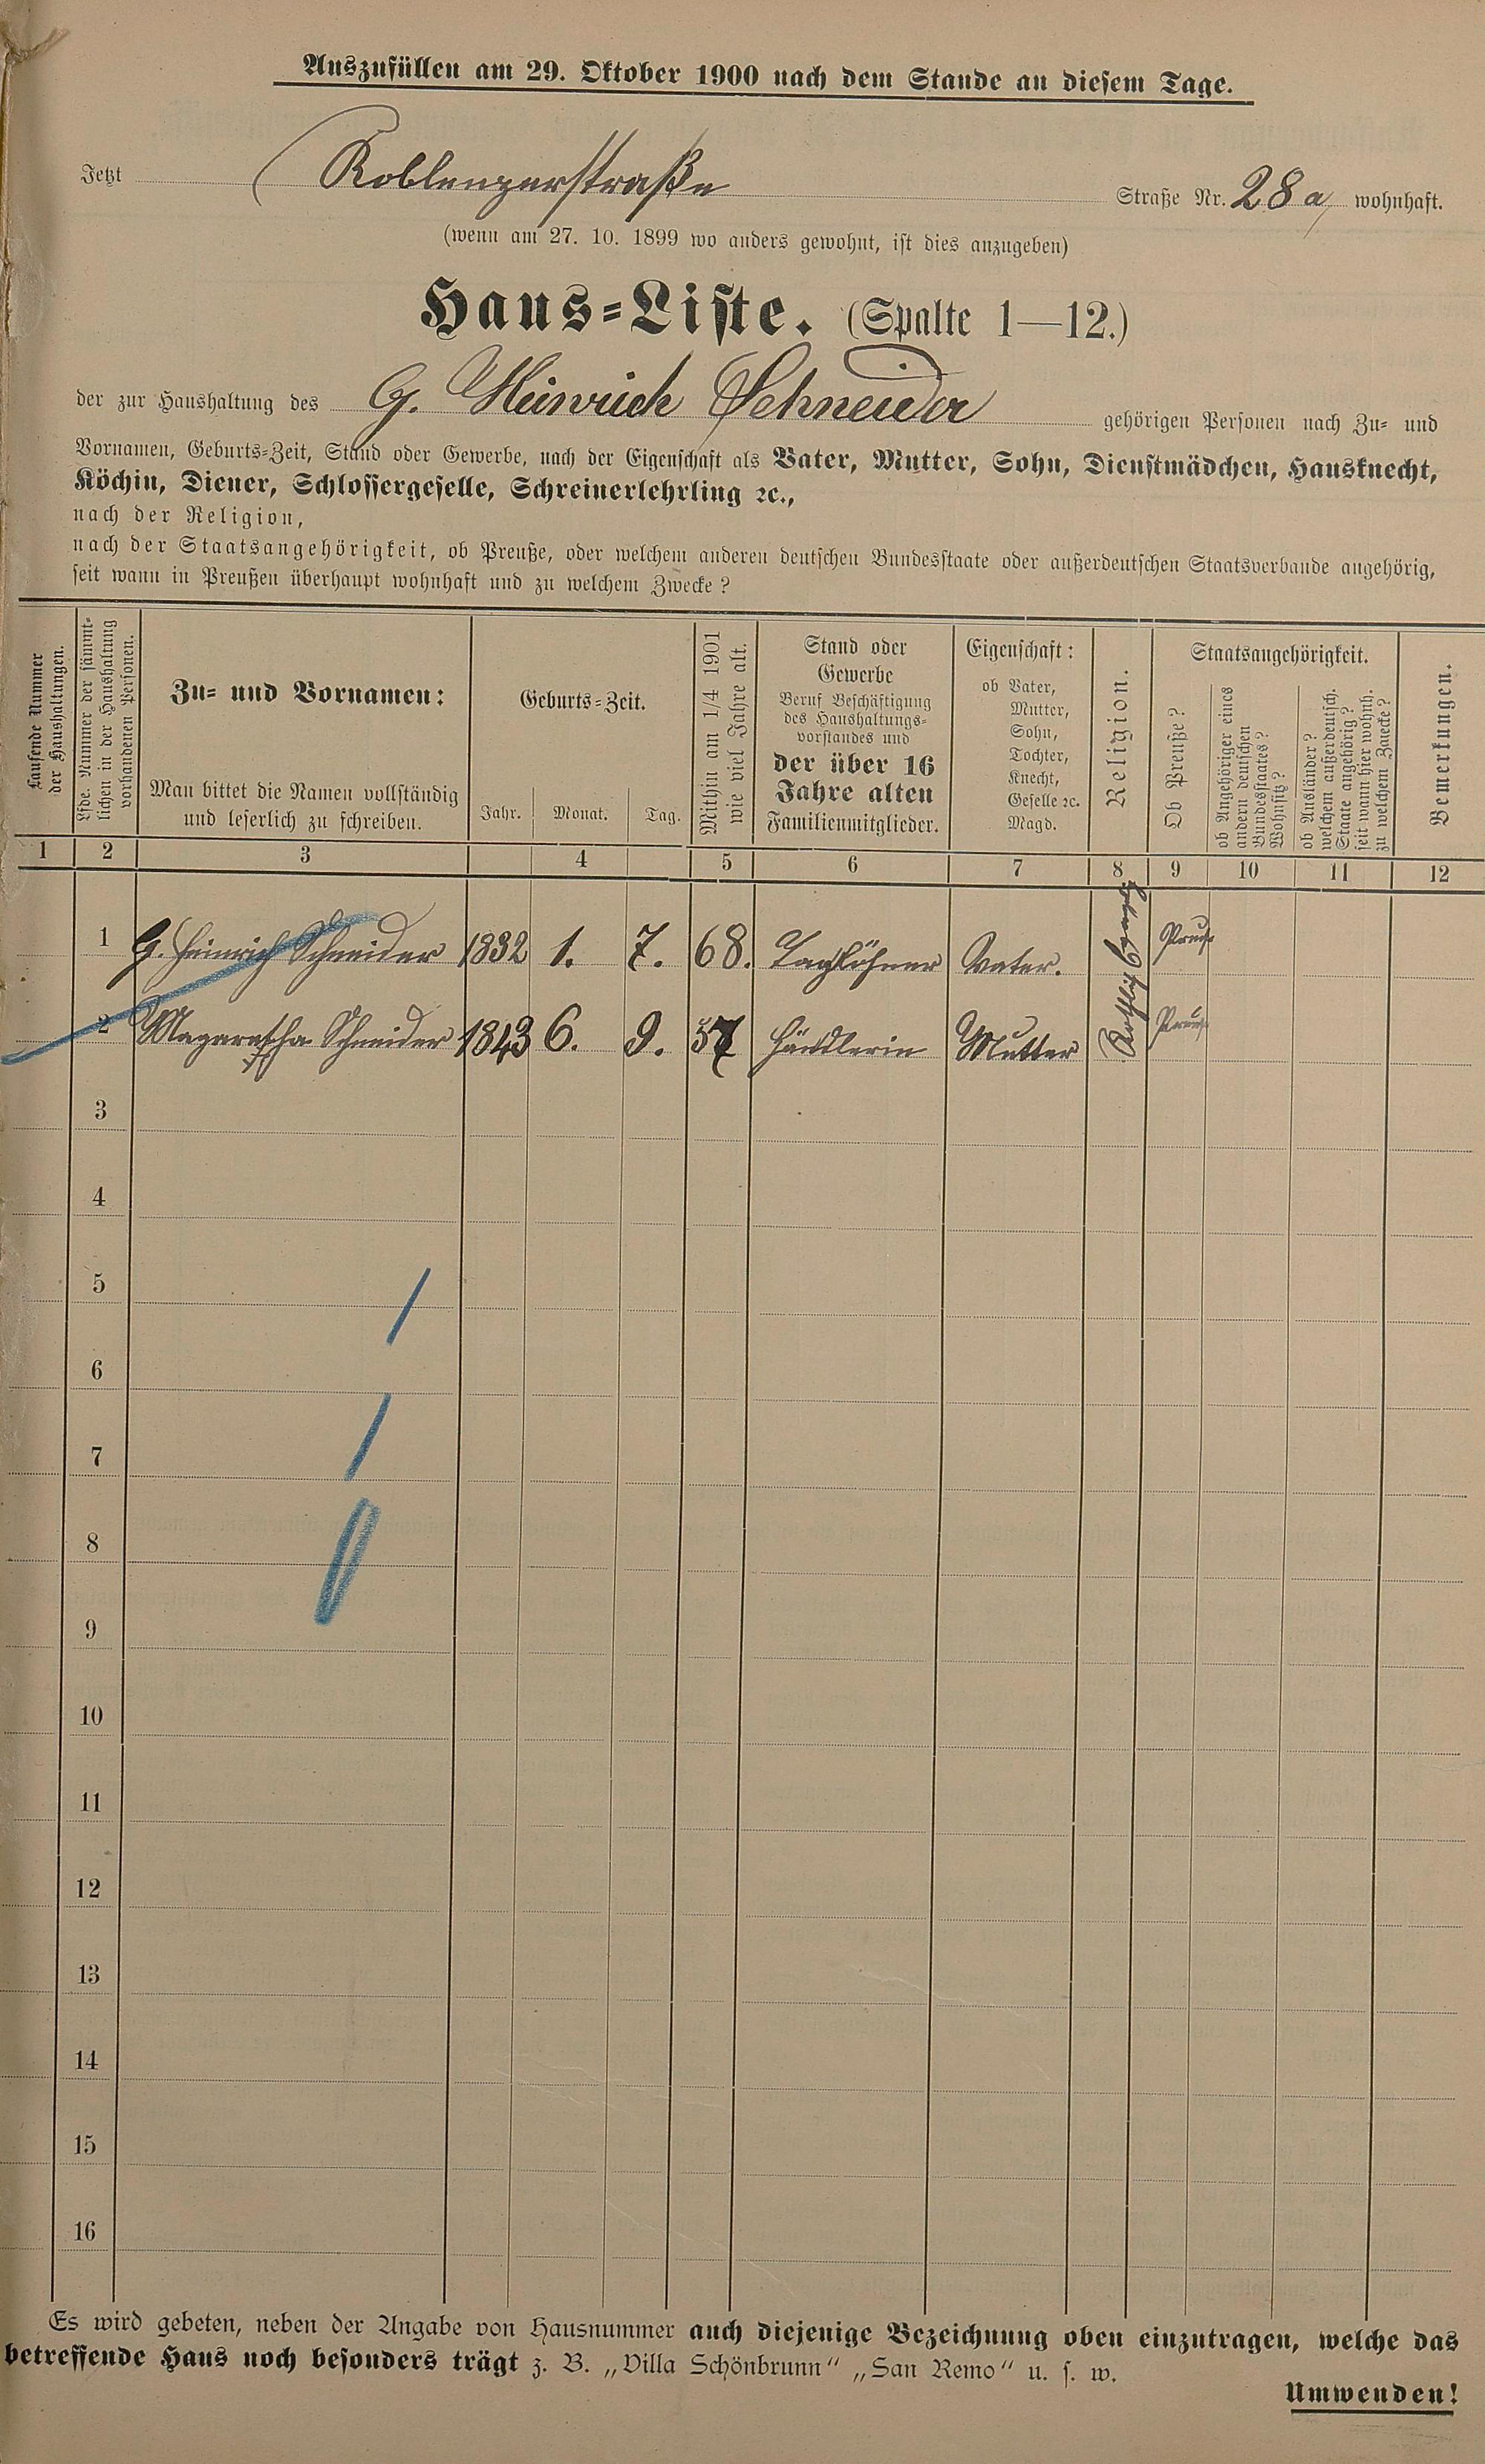 Auszufüllen am 29. Oktober 1900 nach dem Stande an diesem Tage.
Jetzt Koblenzerstraße Straße Nr. 28 a wohnhaft.
(wenn am 27. 10. 1899 wo anders gewohnt, ist dies anzugeben)
Haus-Liste. (Spalte 1—12.)
der zur Haushaltung des G. Heinrich Schneider gehörigen Personen nach Zu- und
Vornamen, Geburts-Zeit, Stand oder Gewerbe, nach der Eigenschaft als Vater, Mutter, Sohn, Dienstmädchen, Hausknecht,
Köchin, Diener, Schlossergeselle, Schreinerlehrling ꝛc.,
nach der Religion,
nach der Staatsangehörigkeit, ob Preuße, oder welchem anderen deutschen Bundesstaate oder außerdeutschen Staatsverbande angehörig,
seit wann in Preußen überhaupt wohnhaft und zu welchem Zwecke?
Laufende Nummer
der Haushaltungen.
Lfde. Nummer der sämmt-
lichen in der Haushaltung
vorhandenen Personen.
Zu- und Vornamen:
Man bittet die Namen vollständig
und leserlich zu schreiben.
Geburts-Zeit.
Jahr. Monat. Tag.
Mithin am 1/4 1901
wie viel Jahre alt.
Stand oder
Gewerbe
Beruf Beschäftigung
des Haushaltungs-
vorstandes und
der über 16
Jahre alten
Familienmitglieder.
Eigenschaft:
ob Vater,
Mutter,
Sohn,
Tochter,
Knecht,
Geselle ꝛc.
Magd.
Religion.
Staatsangehörigkeit.
Ob Preuße?
ob Angehöriger eines
andern deutschen
Bundesstaates?
Wohnsitz?
ob Ausländer?
welchem außerdeutsch.
Staate angehörig?
seit wann hier wohnh.
zu welchem Zwecke?
Bemerkungen.
1 2 3 4 5 6 7 8 9 10 11 12
1 G. Heinrich Schneider 1832 1. 7. 68. Taglöhner Vater.
2 Magaretha Schneider 1843 6. 9. 57 Händlerin Mutter
3
4
5
6
7
8
9
10
11
12
13
14
15
16
Es wird gebeten, neben der Angabe von Hausnummer auch diejenige Bezeichnung oben einzutragen, welche das
betreffende Haus noch besonders trägt z. B. „Villa Schönbrunn“ „San Remo“ u. s. w.
Umwenden!